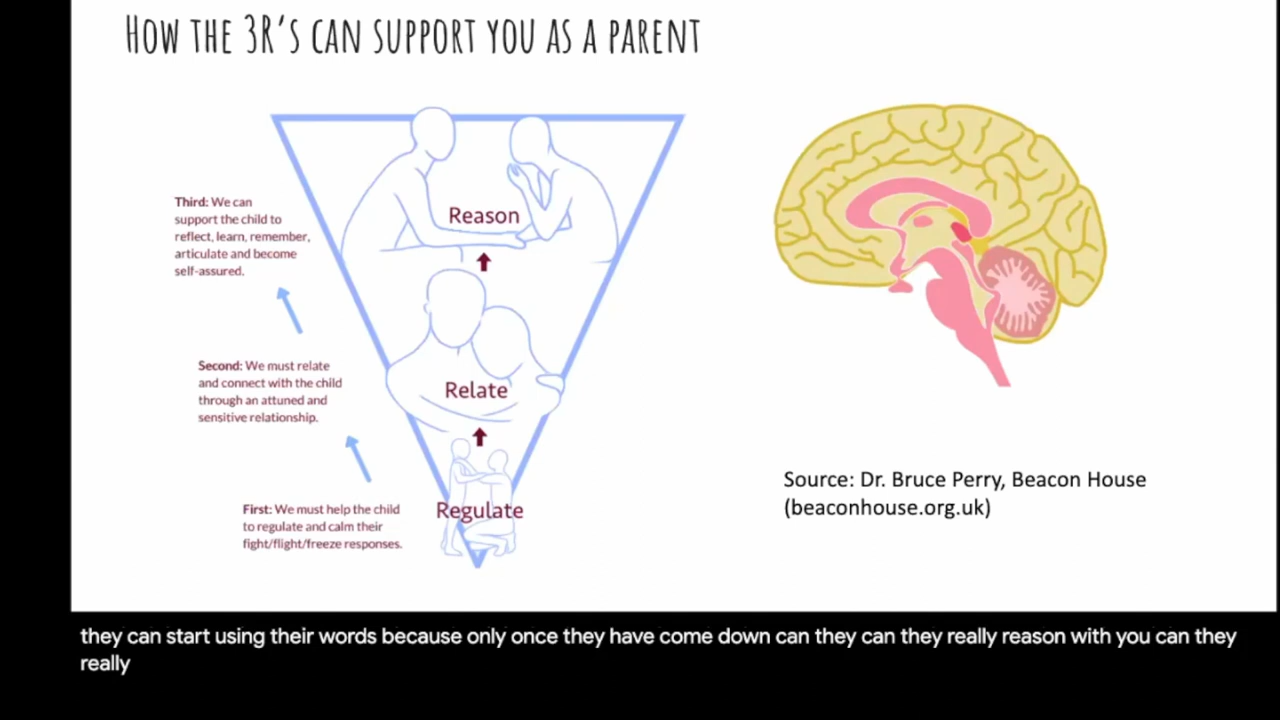 HOW THE 3R'S CAN SUPPORT YOU AS A PARENT
Third: We can
support the child to
reflect, learn, remember,
articulate and become
self-assured.
Reason
Second: We must relate
and connect with the child
through an attuned and
sensitive relationship.
Relate
First: We must help the child
to regulate and calm their
fight/flight/freeze responses.
Regulate
Source: Dr. Bruce Perry, Beacon House
(beaconhouse.org.uk)
they can start using their words because only once they have come down can they can they really reason with you can they
really